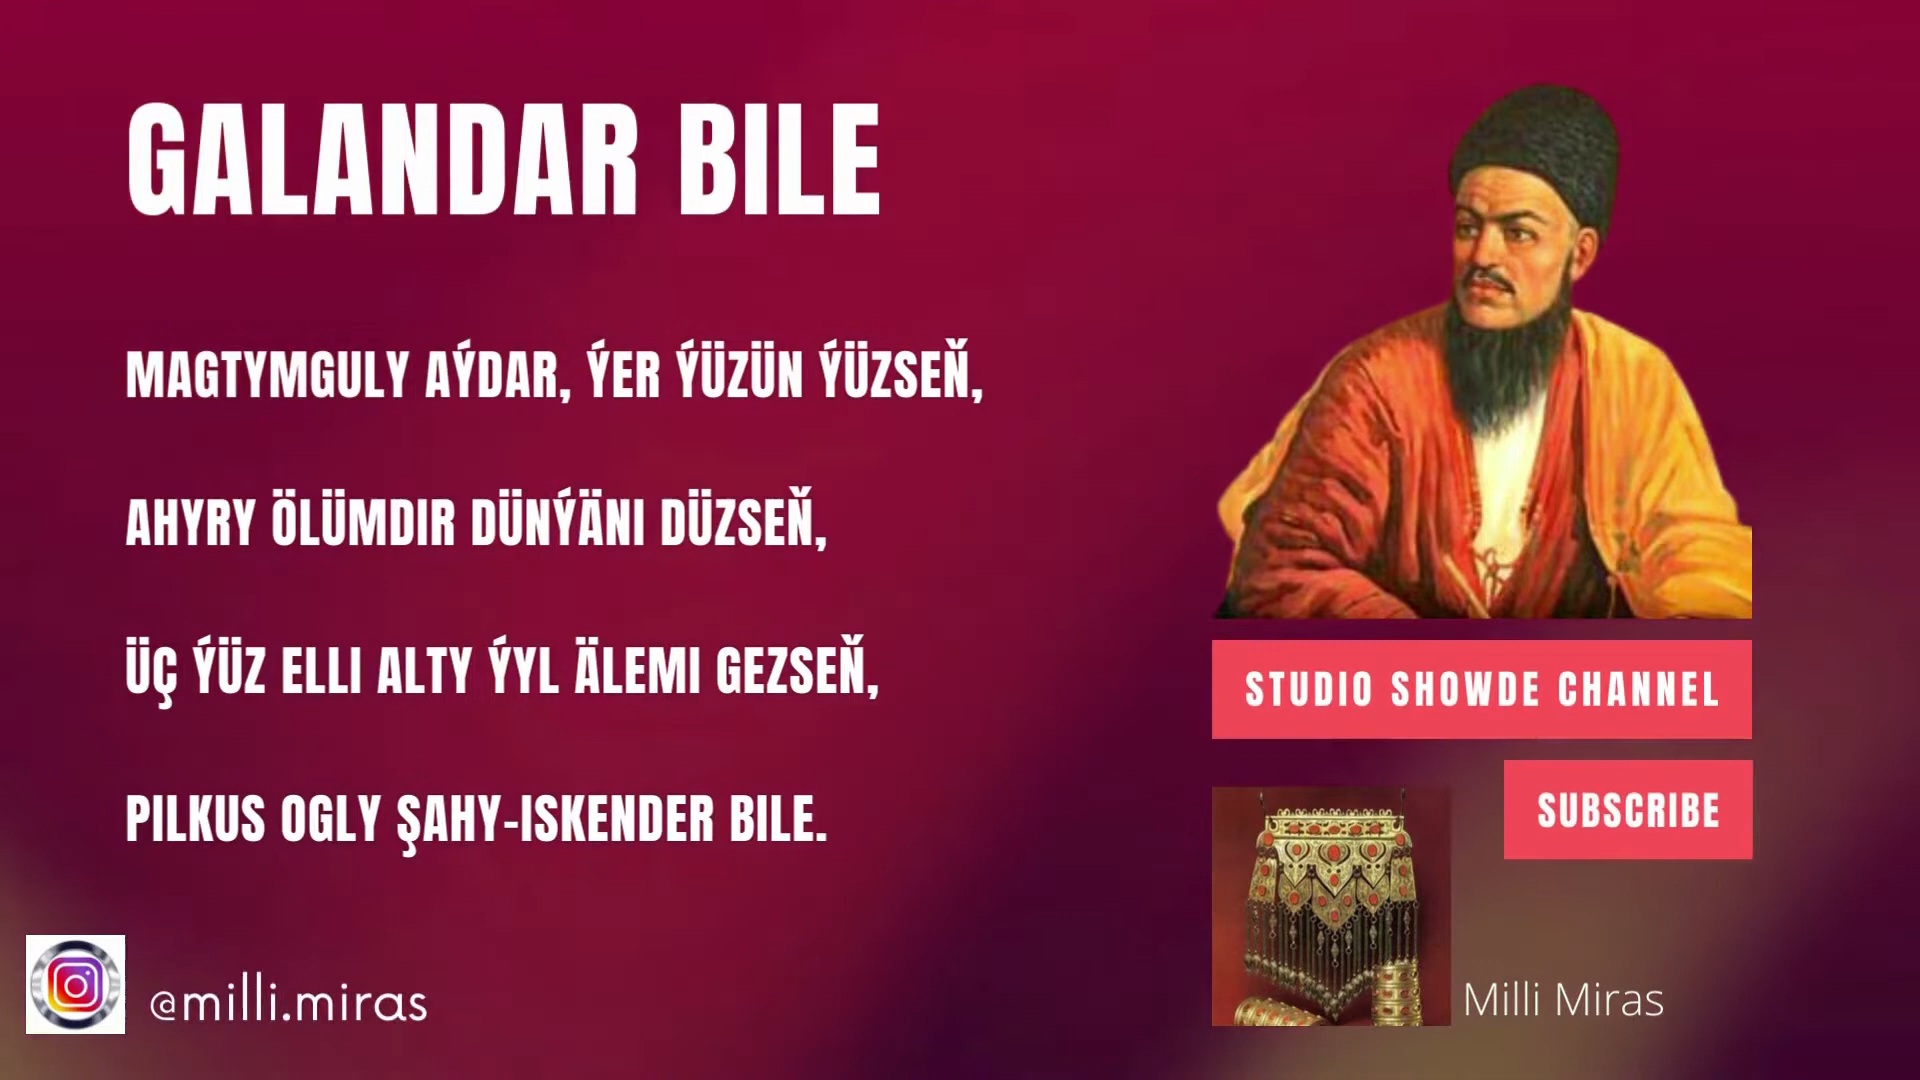 GALANDAR BILE
MAGTYMGULY AÝDAR, ÝER ÝÜZÜN ÝÜZSEŇ,
AHYRY ÖLÜMDIR DÜNÝÄNI DÜZSEŇ,
ÜÇ ÝÜZ ELLI ALTY ÝYL ÄLEMI GEZSEŇ,
PILKUS OGLY ŞAHY-ISKENDER BILE.
STUDIO SHOWDE CHANNEL
SUBSCRIBE
@milli.miras
Milli Miras